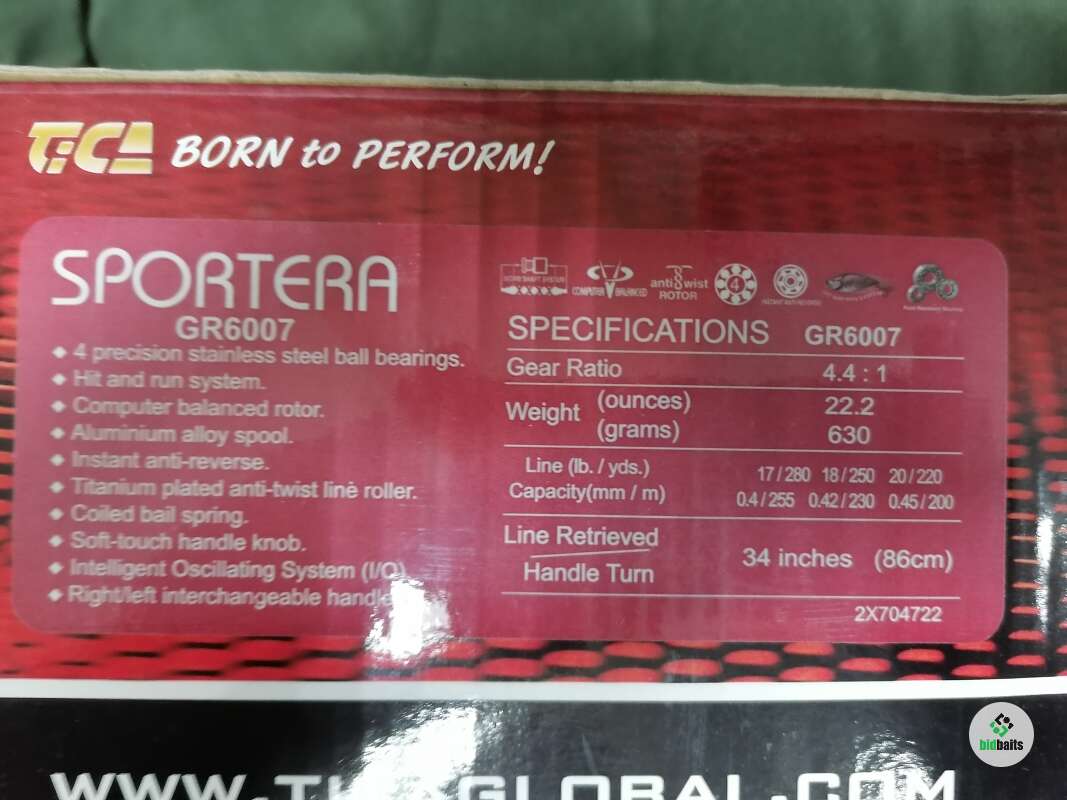 TiCA BORN to PERFORM!
SPORTERA
GR6007
◆ 4 precision stainless steel ball bearings.
◆ Hit and run system.
◆ Computer balanced rotor.
◆ Aluminium alloy spool.
◆ Instant anti-reverse.
◆ Titanium plated anti-twist line roller.
◆ Coiled bail spring.
◆ Soft-touch handle knob.
◆ Intelligent Oscillating System (I/O)
◆ Right/left interchangeable handle
COMPUTER BALANCED
anti twist
ROTOR
4
SPECIFICATIONS GR6007
Gear Ratio 4.4 : 1
Weight (ounces) 22.2
(grams) 630
Line (lb. / yds.) 17 / 280 18 / 250 20 / 220
Capacity(mm / m) 0.4 / 255 0.42 / 230 0.45 / 200
Line Retrieved
Handle Turn
34 inches (86cm)
2X704722
bidbaits